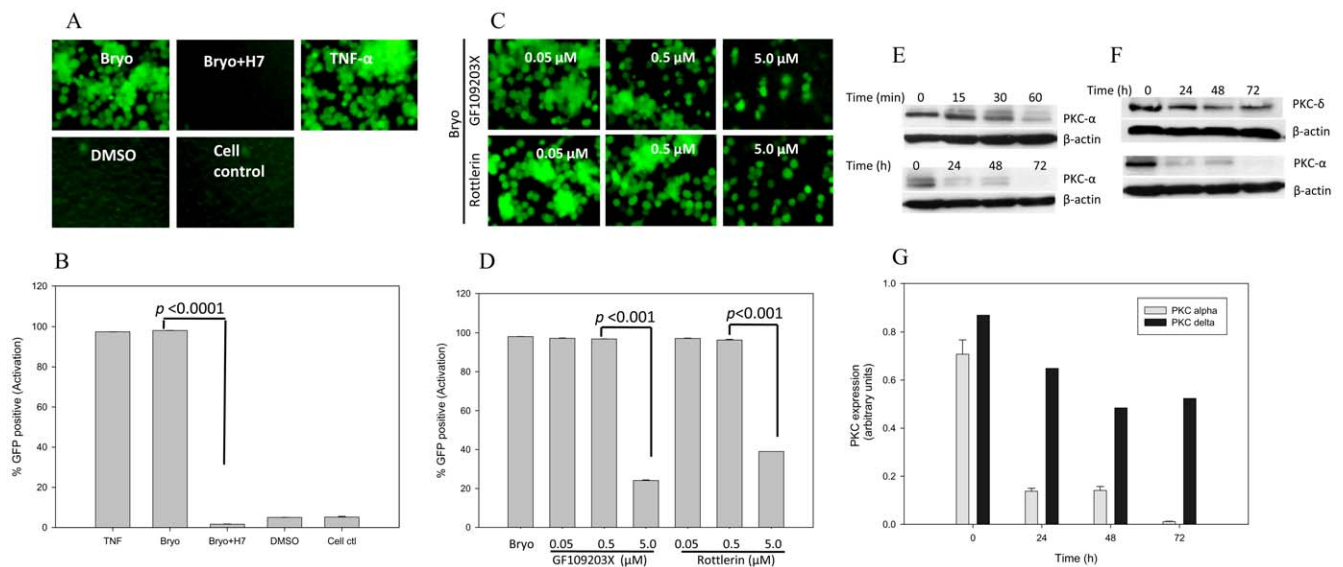 A
Bryo
Bryo+H7
TNF-α
DMSO
Cell
control
B
% GFP positive (Activation)
120
100
80
60
40
20
0
p <0.0001
TNF
Bryo
Bryo+H7
DMSO
Cell ctl
C
Bryo
GF109203X
Rottlerin
0.05 μM
0.5 μM
5.0 μM
0.05 μM
0.5 μM
5.0 μM
D
% GFP positive (Activation)
120
100
80
60
40
20
0
p <0.001
p <0.001
Bryo 0.05 0.5 5.0 0.05 0.5 5.0
GF109203X (μM) Rottlerin (μM)
E
Time (min) 0 15 30 60
PKC-α
β-actin
Time (h) 0 24 48 72
PKC-α
β-actin
F
Time (h) 0 24 48 72
PKC-δ
β-actin
PKC-α
β-actin
G
PKC expression
(arbitrary units)
1.0
0.8
0.6
0.4
0.2
0.0
PKC alpha
PKC delta
0 24 48 72
Time (h)